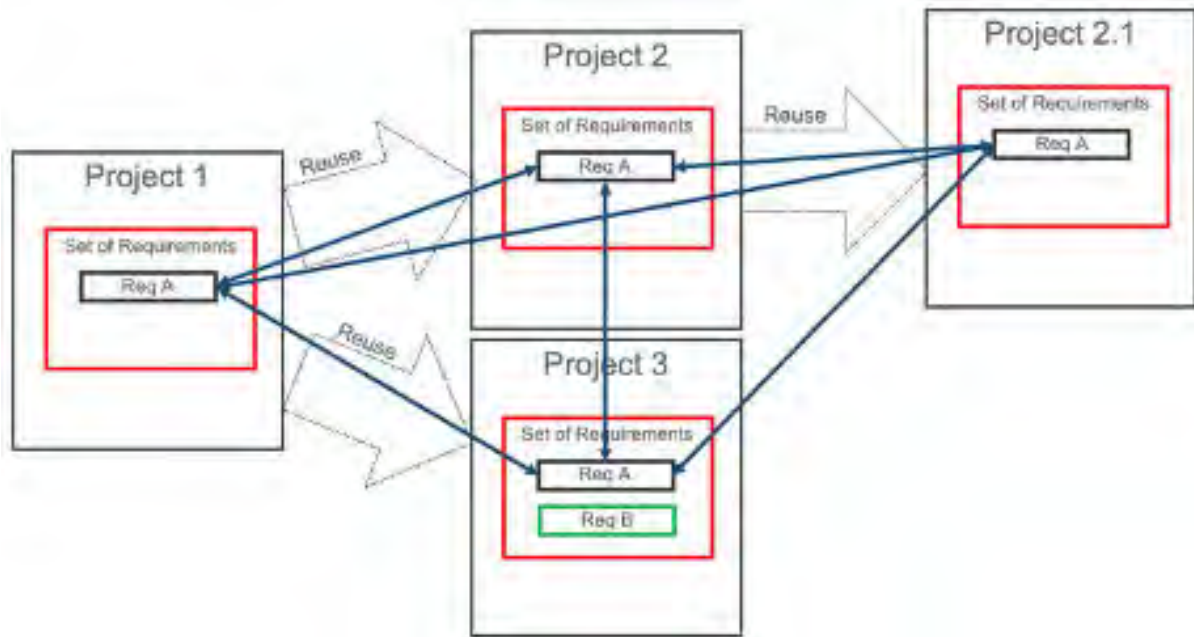 Project 1
Set of Requirements
Req A
Reuse
Reuse
Project 2
Set of Requirements
Req A
Project 3
Set of Requirements
Req A
Req B
Reuse
Project 2.1
Set of Requirements
Req A